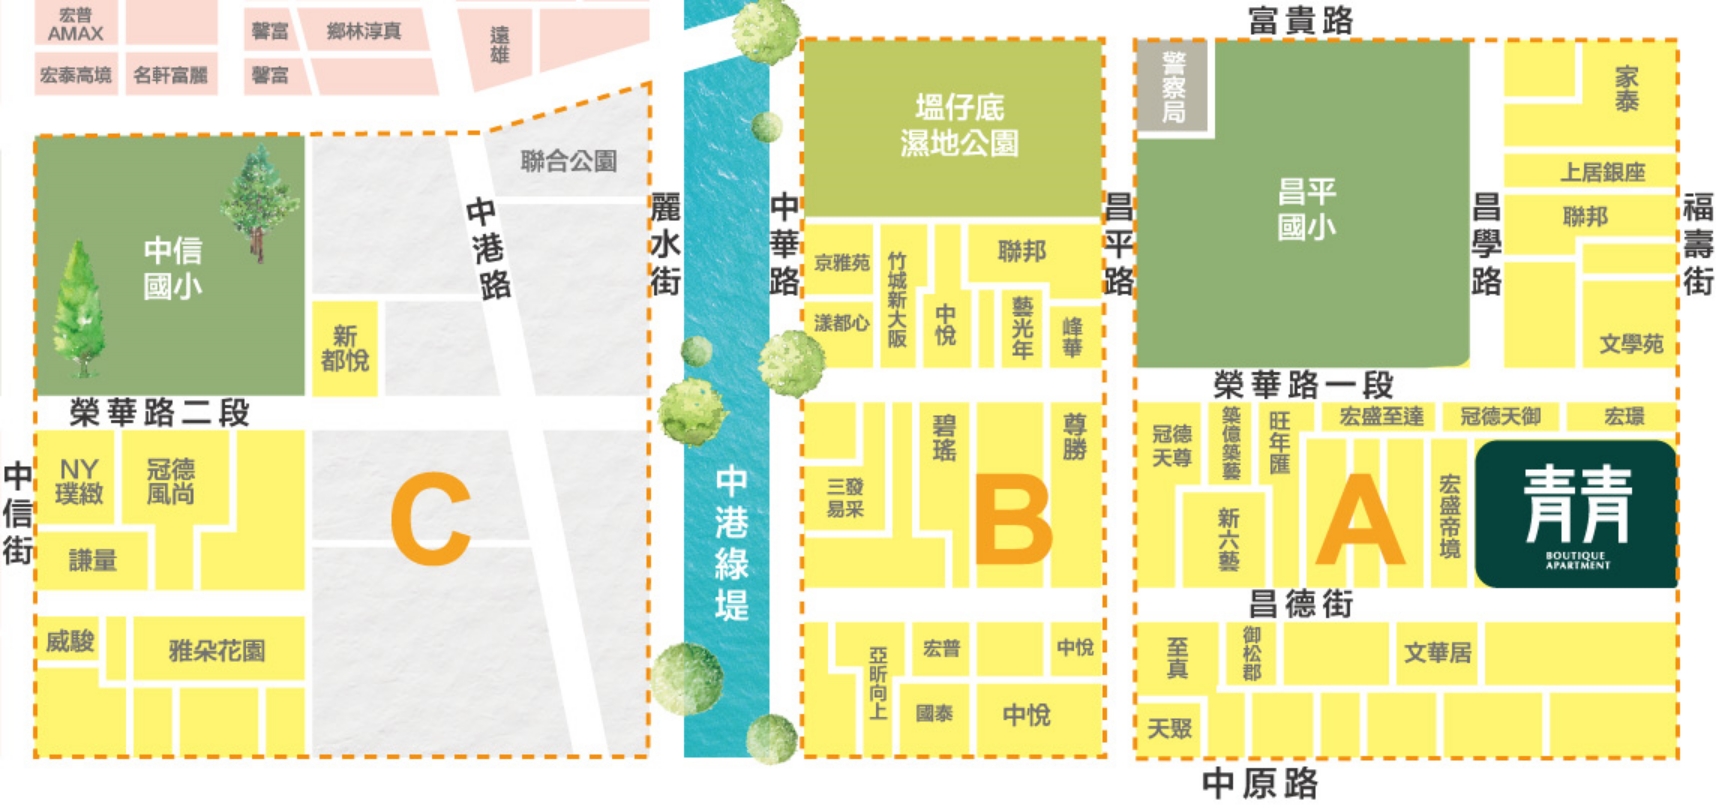 富貴路
宏普
AMAX
馨富
鄉林淳真
遠雄
宏泰高境
名軒富麗
馨富
聯合公園
中信
國小
中港路
麗水街
新
都悅
榮華路二段
中信街
NY
璞緻
冠德
風尚
謙量
C
威駿
雅朵花園
中港綠堤
中華路
塭仔底
濕地公園
京雅苑
竹城新大阪
聯邦
漾都心
中悅
藝光年
峰華
昌平路
碧瑤
尊勝
三發
易采
B
亞昕向上
宏普
中悅
國泰
中悅
警察局
昌平
國小
昌學路
家泰
上居銀座
聯邦
文學苑
福壽街
榮華路一段
冠德
天尊
築億築藝
旺年匯
宏盛至達
冠德天御
宏璟
新六藝
A
宏盛帝境
青青
BOUTIQUE
APARTMENT
昌德街
至真
御松郡
文華居
天聚
中原路